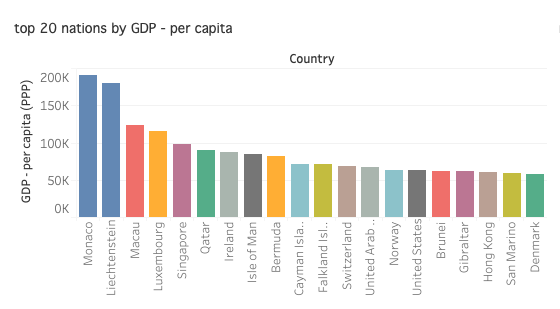 top 20 nations by GDP - per capita
Country
GDP - per capita (PPP)
200K
150K
100K
50K
0K
Monaco
Liechtenstein
Macau
Luxembourg
Singapore
Qatar
Ireland
Isle of Man
Bermuda
Cayman Isla..
Falkland Isl..
Switzerland
United Arab ..
Norway
United States
Brunei
Gibraltar
Hong Kong
San Marino
Denmark